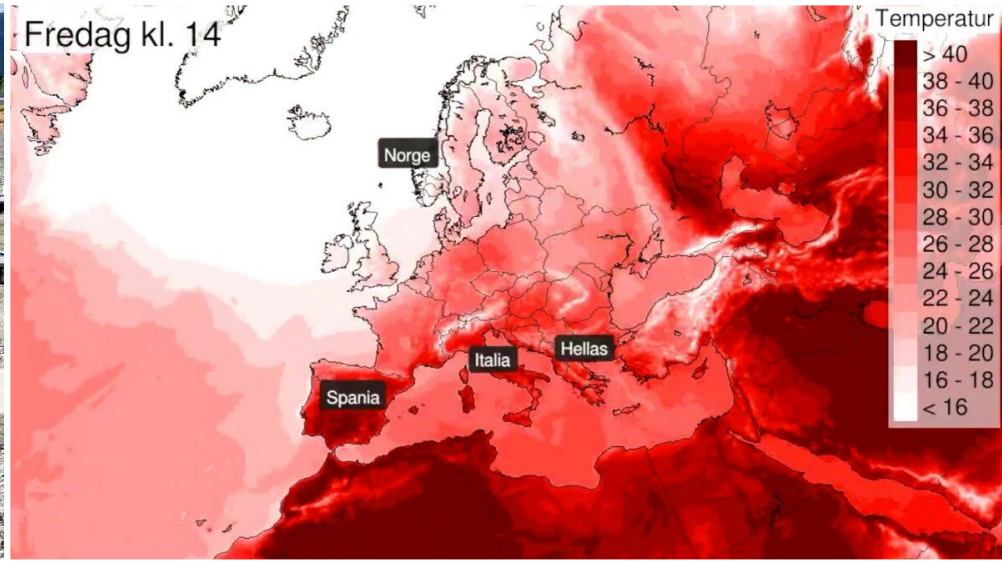 Fredag kl. 14
Temperatur
> 40
38 - 40
36 - 38
34 - 36
32 - 34
30 - 32
28 - 30
26 - 28
24 - 26
22 - 24
20 - 22
18 - 20
16 - 18
< 16
Norge
Italia
Hellas
Spania